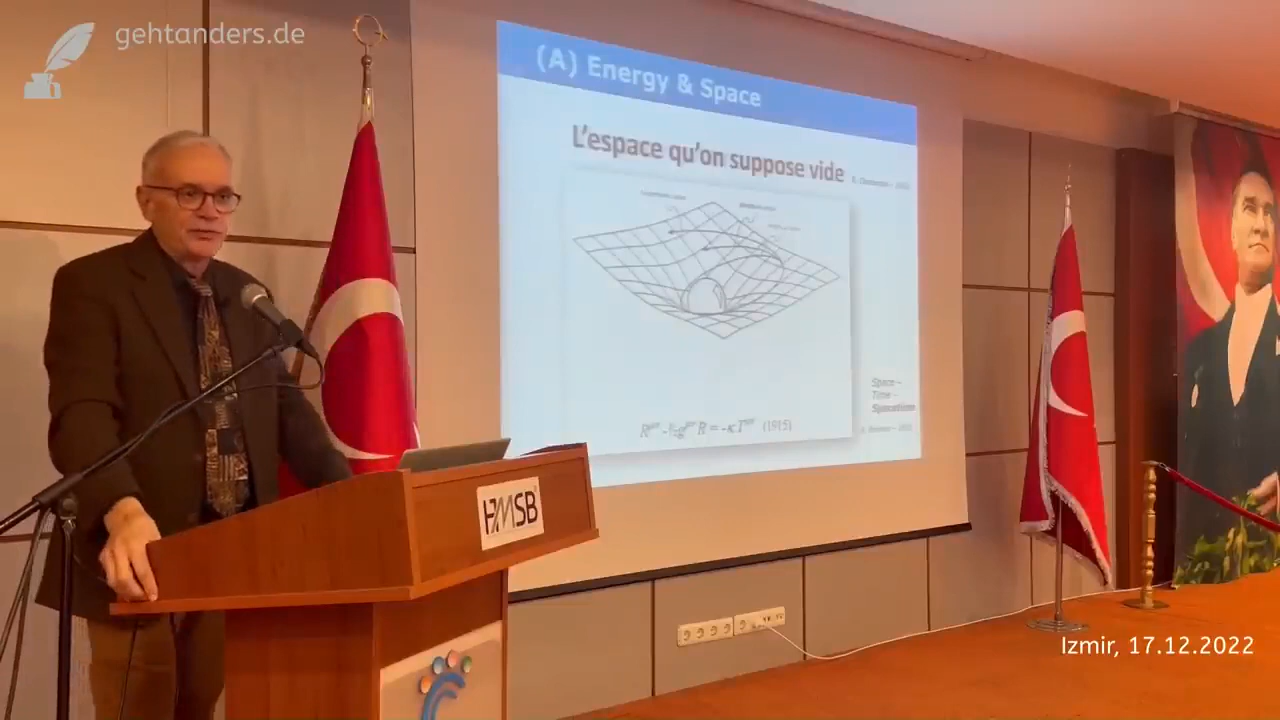 gehtanders.de
(A) Energy & Space
L'espace qu'on suppose vide
Space –
Time –
Spacetime
(1915)
HMSB
Izmir, 17.12.2022